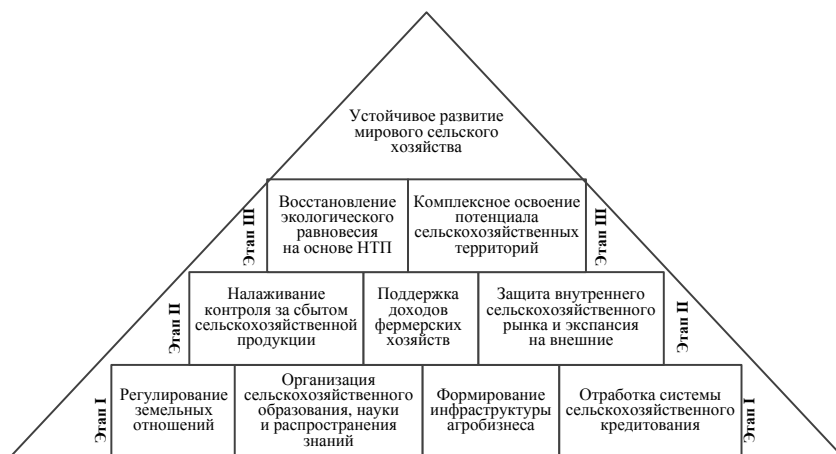 Устойчивое развитие
мирового сельского
хозяйства
Этап III
Восстановление
экологического
равновесия
на основе НТП
Комплексное освоение
потенциала
сельскохозяйственных
территорий
Этап III
Этап II
Налаживание
контроля за сбытом
сельскохозяйственной
продукции
Поддержка
доходов
фермерских
хозяйств
Защита внутреннего
сельскохозяйственного
рынка и экспансия
на внешние
Этап II
Этап I
Регулирование
земельных
отношений
Организация
сельскохозяйственного
образования, науки
и распространения
знаний
Формирование
инфраструктуры
агробизнеса
Отработка системы
сельскохозяйственного
кредитования
Этап I